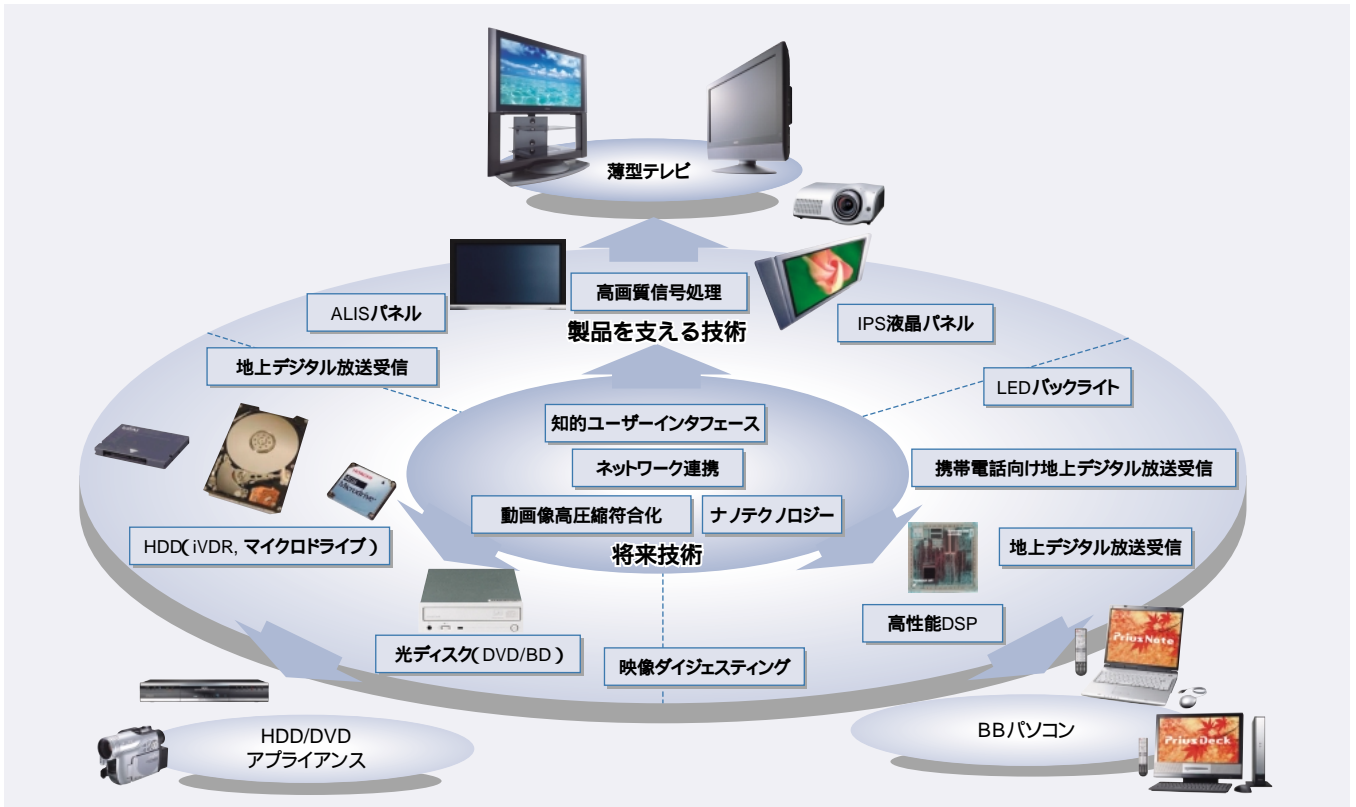 薄型テレビ
高画質信号処理
製品を支える技術
ALISパネル
IPS液晶パネル
地上デジタル放送受信
LEDバックライト
知的ユーザーインタフェース
ネットワーク連携
動画像高圧縮符合化
ナノテクノロジー
将来技術
携帯電話向け地上デジタル放送受信
地上デジタル放送受信
Microdrive
HDD(iVDR, マイクロドライブ)
高性能DSP
光ディスク(DVD/BD)
映像ダイジェスティング
PriusNote
HDD/DVD
アプライアンス
BBパソコン
PriusDeck